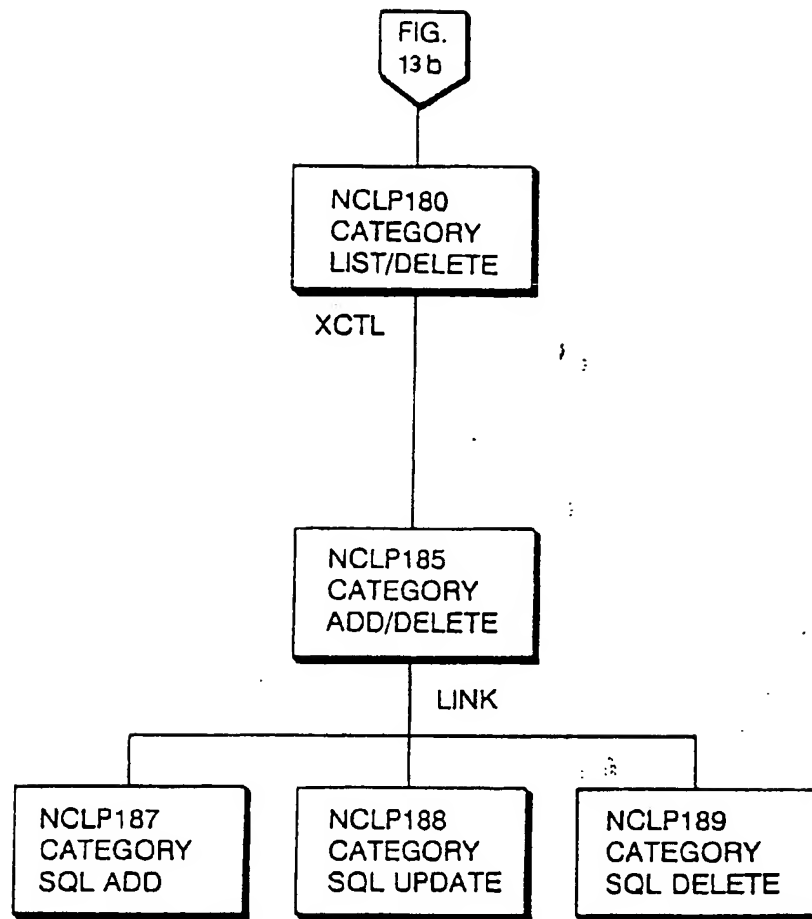 FIG.
13b
NCLP180
CATEGORY
LIST/DELETE
XCTL
NCLP185
CATEGORY
ADD/DELETE
LINK
NCLP187
CATEGORY
SQL ADD
NCLP188
CATEGORY
SQL UPDATE
NCLP189
CATEGORY
SQL DELETE